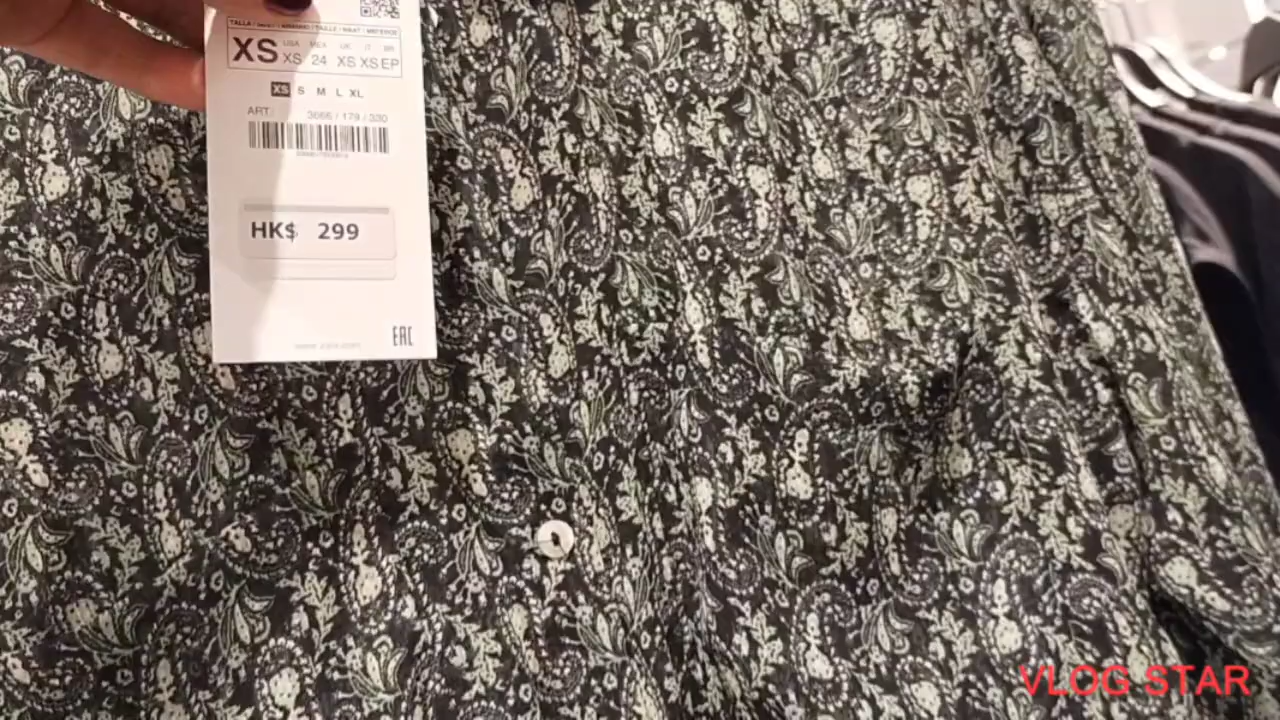 XS
USA MEX UK IT BR
XS 24 XS XS EP
XS S M L XL
ART. 3666 / 179 / 330
HK$ 299
EAC
VLOG STAR